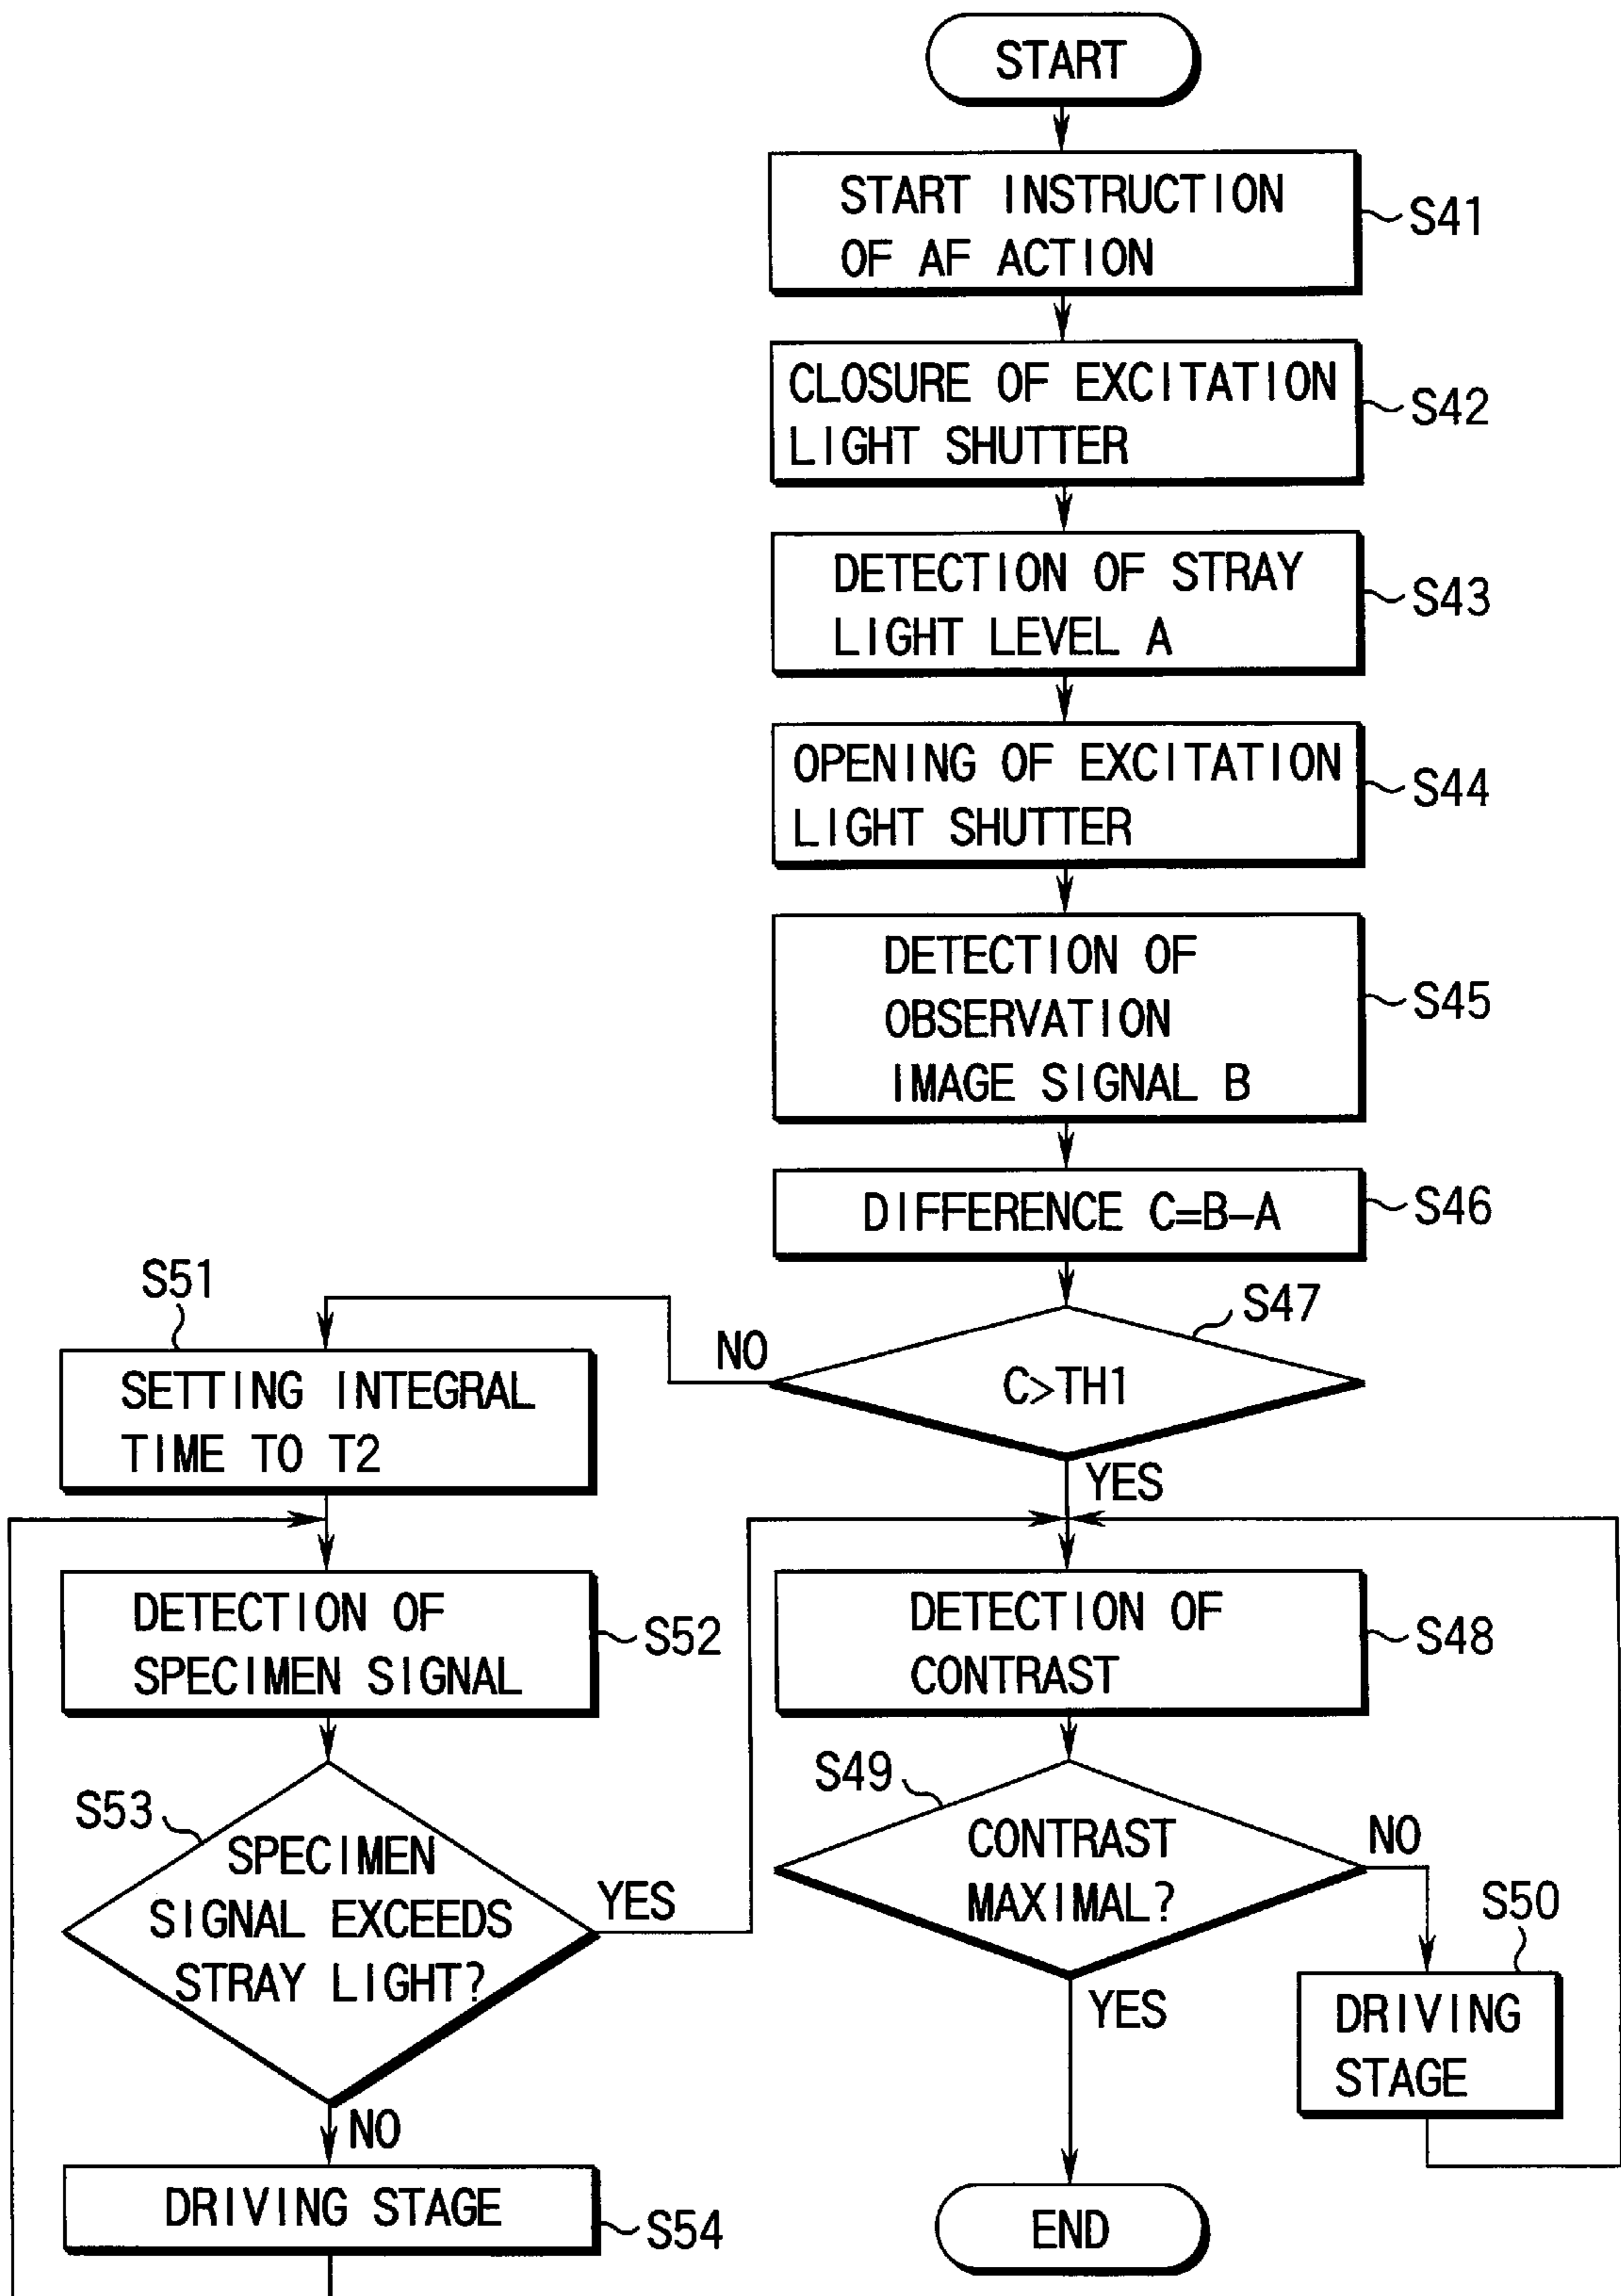 START
START INSTRUCTION
OF AF ACTION
S41
CLOSURE OF EXCITATION
LIGHT SHUTTER
S42
DETECTION OF STRAY
LIGHT LEVEL A
S43
OPENING OF EXCITATION
LIGHT SHUTTER
S44
DETECTION OF
OBSERVATION
IMAGE SIGNAL B
S45
DIFFERENCE C=B-A
S46
S47
C>TH1
NO
YES
S51
SETTING INTEGRAL
TIME TO T2
DETECTION OF
SPECIMEN SIGNAL
S52
S53
SPECIMEN
SIGNAL EXCEEDS
STRAY LIGHT?
YES
NO
DRIVING STAGE
S54
DETECTION OF
CONTRAST
S48
S49
CONTRAST
MAXIMAL?
NO
YES
S50
DRIVING
STAGE
END